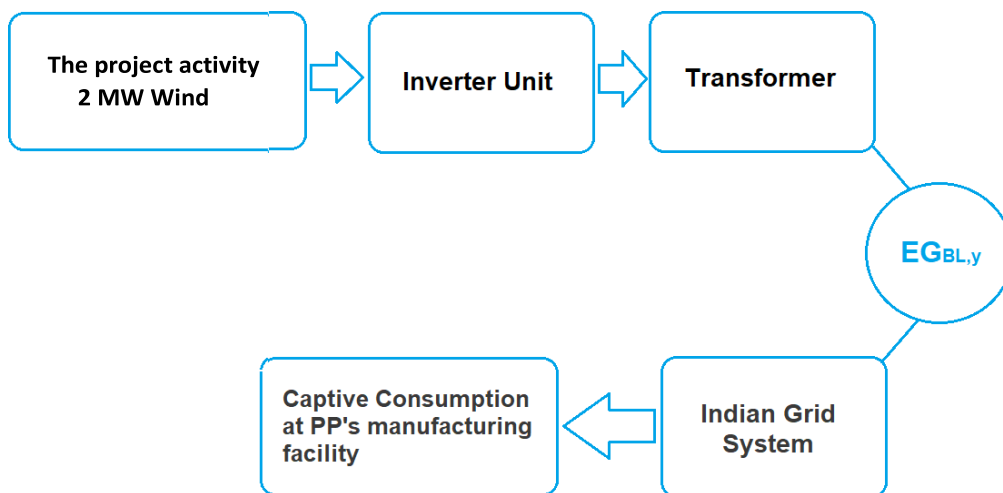 The project activity
2 MW Wind
Inverter Unit
Transformer
EGBL,y
Captive Consumption
at PP's manufacturing
facility
Indian Grid
System